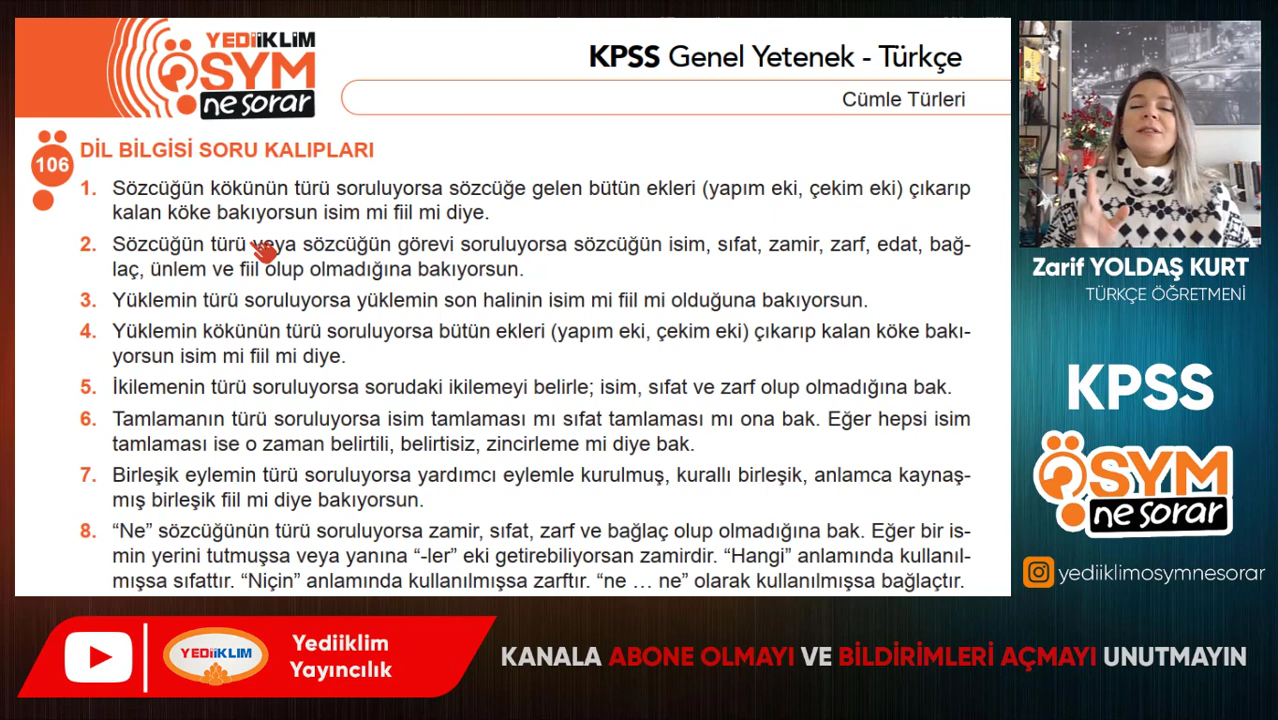 YEDİİKLİM
ÖSYM
ne sorar
KPSS Genel Yetenek - Türkçe
Cümle Türleri
106
DİL BİLGİSİ SORU KALIPLARI
1. Sözcüğün kökünün türü soruluyorsa sözcüğe gelen bütün ekleri (yapım eki, çekim eki) çıkarıp
kalan köke bakıyorsun isim mi fiil mi diye.
2. Sözcüğün türü veya sözcüğün görevi soruluyorsa sözcüğün isim, sıfat, zamir, zarf, edat, bağ-
laç, ünlem ve fiil olup olmadığına bakıyorsun.
3. Yüklemin türü soruluyorsa yüklemin son halinin isim mi fiil mi olduğuna bakıyorsun.
4. Yüklemin kökünün türü soruluyorsa bütün ekleri (yapım eki, çekim eki) çıkarıp kalan köke bakı-
yorsun isim mi fiil mi diye.
5. İkilemenin türü soruluyorsa sorudaki ikilemeyi belirle; isim, sıfat ve zarf olup olmadığına bak.
6. Tamlamanın türü soruluyorsa isim tamlaması mı sıfat tamlaması mı ona bak. Eğer hepsi isim
tamlaması ise o zaman belirtili, belirtisiz, zincirleme mi diye bak.
7. Birleşik eylemin türü soruluyorsa yardımcı eylemle kurulmuş, kurallı birleşik, anlamca kaynaş-
mış birleşik fiil mi diye bakıyorsun.
8. “Ne” sözcüğünün türü soruluyorsa zamir, sıfat, zarf ve bağlaç olup olmadığına bak. Eğer bir is-
min yerini tutmuşsa veya yanına “-ler” eki getirebiliyorsan zamirdir. “Hangi” anlamında kullanıl-
mışsa sıfattır. “Niçin” anlamında kullanılmışsa zarftır. “ne … ne” olarak kullanılmışsa bağlaçtır.
Zarif YOLDAŞ KURT
TÜRKÇE ÖĞRETMENİ
KPSS
ÖSYM
ne sorar
yediiklimosymnesorar
YEDİİKLİM
Yediiklim
Yayıncılık
KANALA ABONE OLMAYI VE BİLDİRİMLERİ AÇMAYI UNUTMAYIN